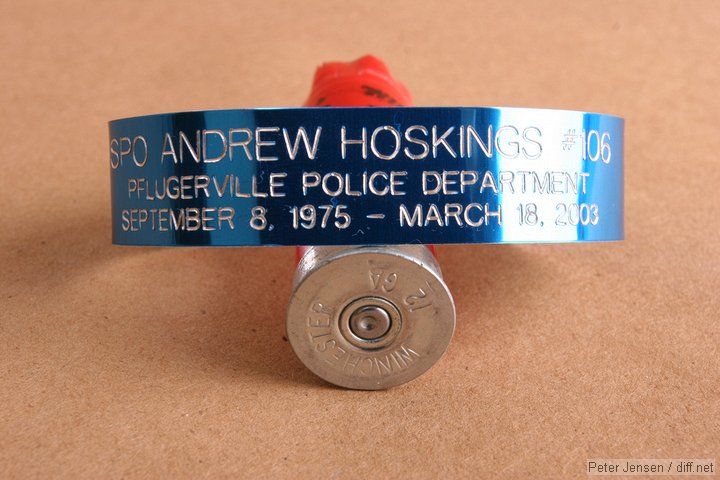 SPO ANDREW HOSKINGS #106
PFLUGERVILLE POLICE DEPARTMENT
SEPTEMBER 8, 1975 - MARCH 18, 2003
12 GA
WINCHESTER
Peter Jensen / diff.net